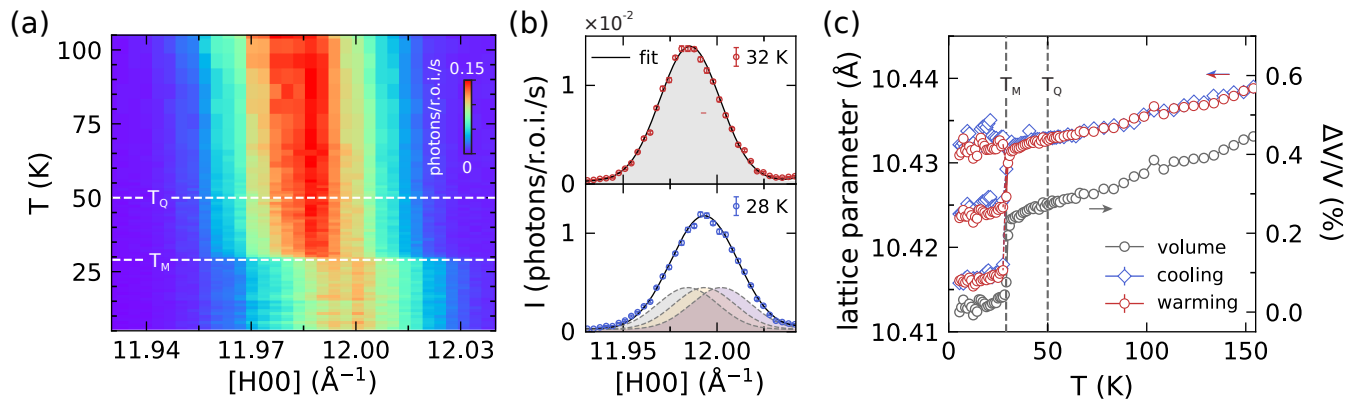 (a)
T (K)
100
75
50
25
T_Q
T_M
0.15
photons/r.o.i./s
0
11.94 11.97 12.00 12.03
[H00] (Å⁻¹)
(b)
×10⁻²
I (photons/r.o.i./s)
1
0
fit
32 K
1
0
28 K
11.95 12.00
[H00] (Å⁻¹)
(c)
lattice parameter (Å)
10.44
10.43
10.42
10.41
T_M
T_Q
volume
cooling
warming
0.6
0.4
0.2
0.0
ΔV/V (%)
0 50 100 150
T (K)